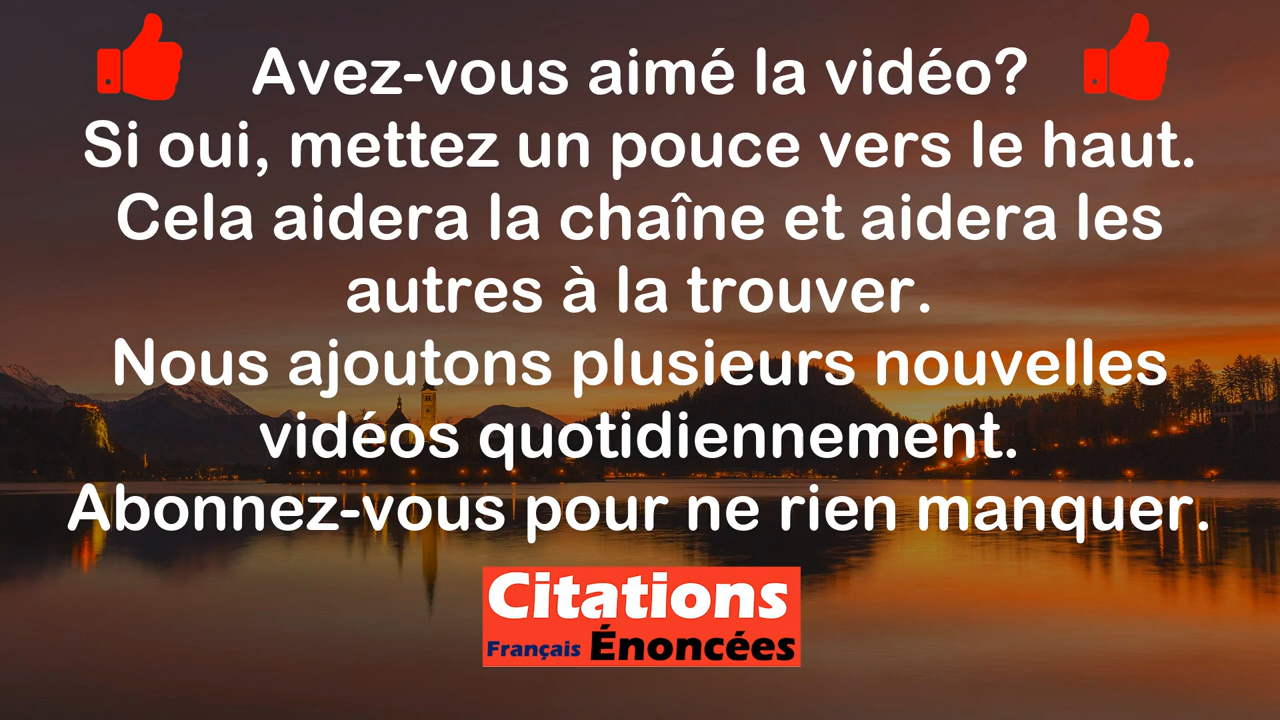 Avez-vous aimé la vidéo?
Si oui, mettez un pouce vers le haut.
Cela aidera la chaîne et aidera les
autres à la trouver.
Nous ajoutons plusieurs nouvelles
vidéos quotidiennement.
Abonnez-vous pour ne rien manquer.
Citations
Français Énoncées